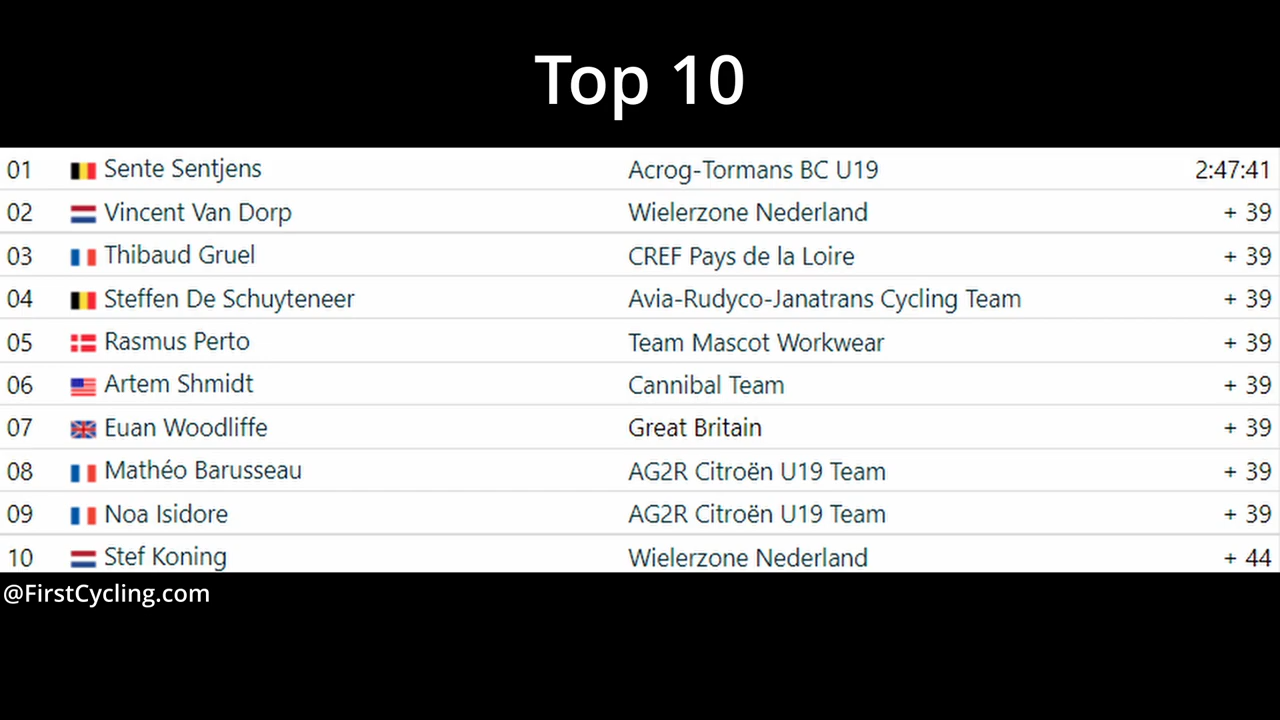 Top 10
01 Sente Sentjens Acrog-Tormans BC U19 2:47:41
02 Vincent Van Dorp Wielerzone Nederland + 39
03 Thibaud Gruel CREF Pays de la Loire + 39
04 Steffen De Schuyteneer Avia-Rudyco-Janatrans Cycling Team + 39
05 Rasmus Perto Team Mascot Workwear + 39
06 Artem Shmidt Cannibal Team + 39
07 Euan Woodliffe Great Britain + 39
08 Mathéo Barusseau AG2R Citroën U19 Team + 39
09 Noa Isidore AG2R Citroën U19 Team + 39
10 Stef Koning Wielerzone Nederland + 44
@FirstCycling.com